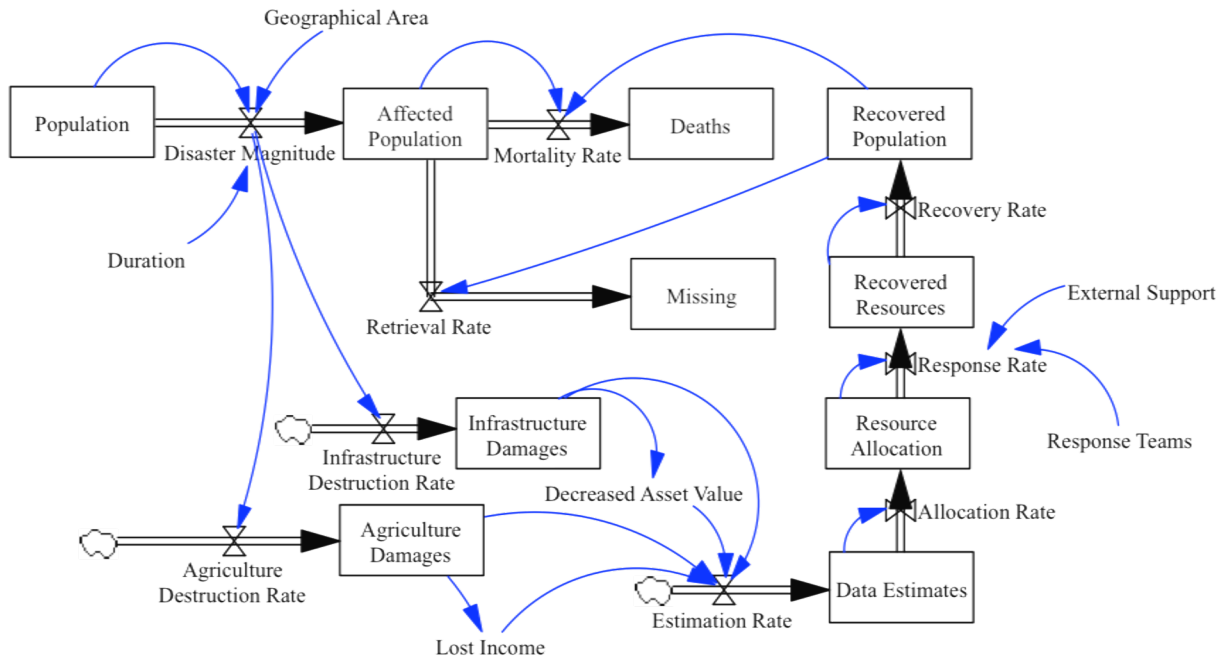 Geographical Area
Population
Disaster Magnitude
Affected
Population
Mortality Rate
Deaths
Recovered
Population
Duration
Recovery Rate
Retrieval Rate
Missing
Recovered
Resources
External Support
Response Rate
Infrastructure
Destruction Rate
Infrastructure
Damages
Decreased Asset Value
Resource
Allocation
Response Teams
Agriculture
Destruction Rate
Agriculture
Damages
Allocation Rate
Lost Income
Estimation Rate
Data Estimates